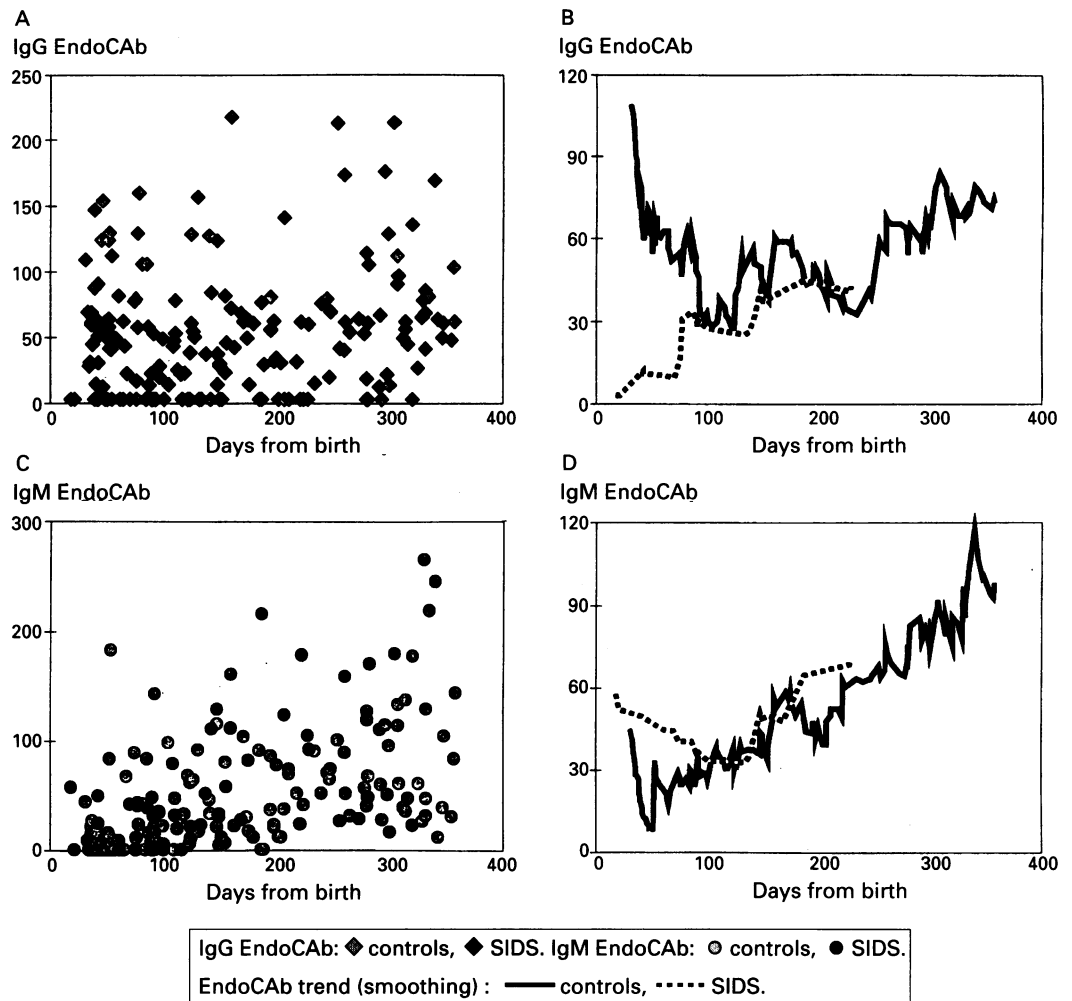 A
IgG EndoCAb
250
200
150
100
50
0
0 100 200 300 400
Days from birth
B
IgG EndoCAb
120
90
60
30
0
0 100 200 300 400
Days from birth
C
IgM EndoCAb
300
200
100
0
0 100 200 300 400
Days from birth
D
IgM EndoCAb
120
90
60
30
0
0 100 200 300 400
Days from birth
IgG EndoCAb: controls, SIDS. IgM EndoCAb: controls, SIDS.
EndoCAb trend (smoothing) : controls, SIDS.